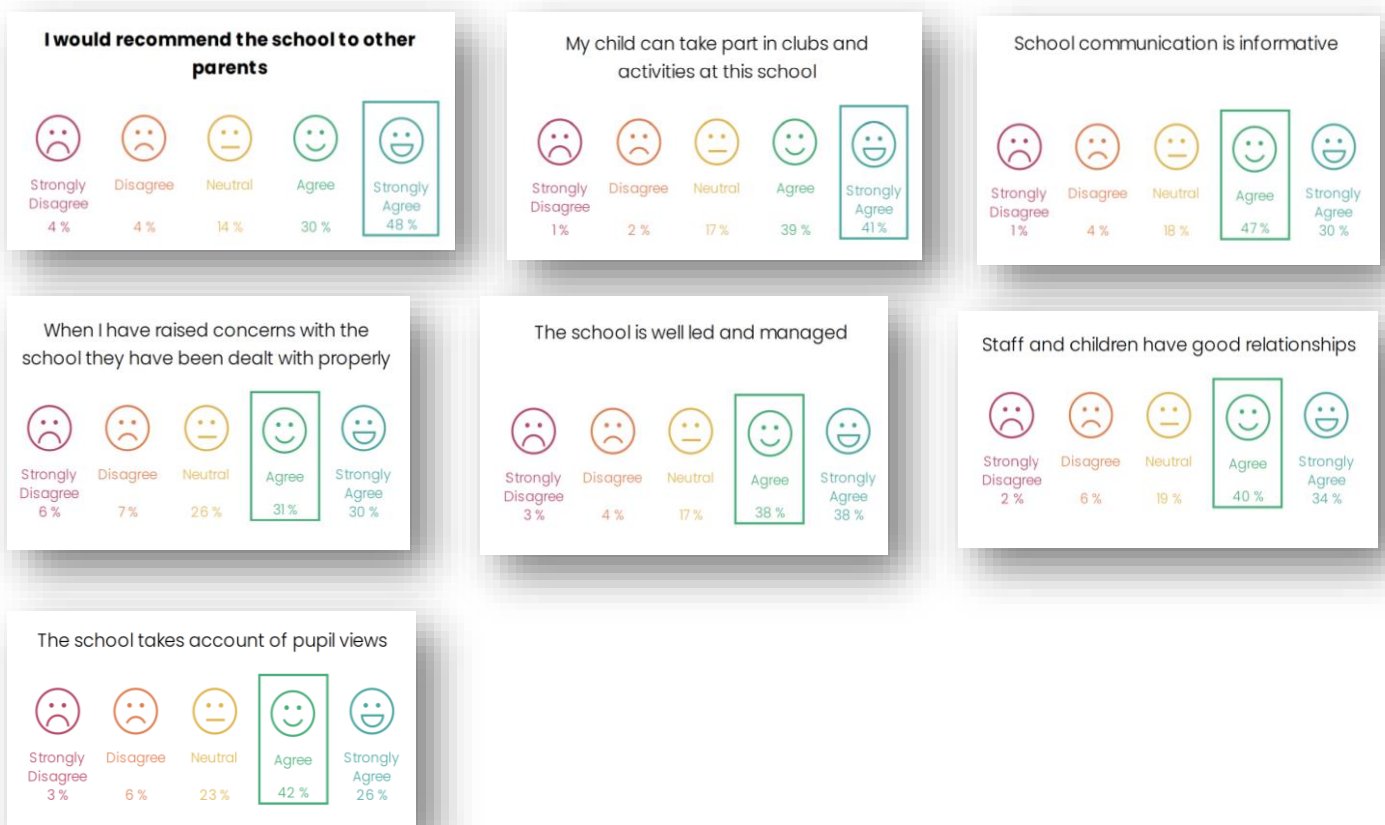 I would recommend the school to other
parents
Strongly
Disagree
4 %
Disagree
4 %
Neutral
14 %
Agree
30 %
Strongly
Agree
48 %
My child can take part in clubs and
activities at this school
Strongly
Disagree
1 %
Disagree
2 %
Neutral
17 %
Agree
39 %
Strongly
Agree
41 %
School communication is informative
Strongly
Disagree
1 %
Disagree
4 %
Neutral
18 %
Agree
47 %
Strongly
Agree
30 %
When I have raised concerns with the
school they have been dealt with properly
Strongly
Disagree
6 %
Disagree
7 %
Neutral
26 %
Agree
31 %
Strongly
Agree
30 %
The school is well led and managed
Strongly
Disagree
3 %
Disagree
4 %
Neutral
17 %
Agree
38 %
Strongly
Agree
38 %
Staff and children have good relationships
Strongly
Disagree
2 %
Disagree
6 %
Neutral
19 %
Agree
40 %
Strongly
Agree
34 %
The school takes account of pupil views
Strongly
Disagree
3 %
Disagree
6 %
Neutral
23 %
Agree
42 %
Strongly
Agree
26 %